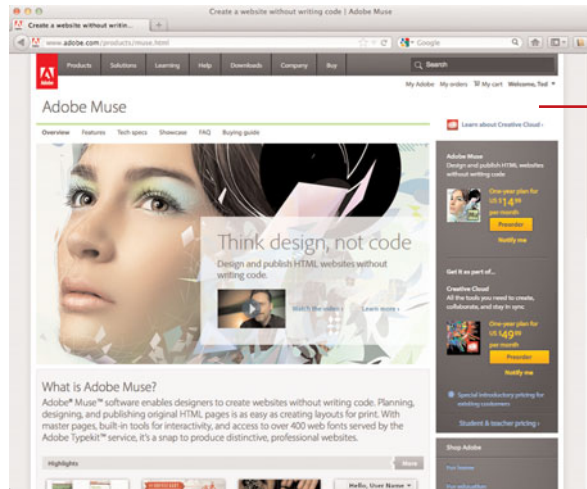 Create a website without writing code | Adobe Muse
Create a website without writin...
www.adobe.com/products/muse.html
Google
Adobe
Products Solutions Learning Help Downloads Company Buy
Search
My Adobe My orders My cart Welcome, Ted
Adobe Muse
Learn about Creative Cloud ›
Overview Features Tech specs Showcase FAQ Buying guide
Think design, not code
Design and publish HTML websites without
writing code.
Watch the video › Learn more ›
Adobe Muse
Design and publish HTML websites
without writing code
One-year plan for
US $14.99
per month
Preorder
Notify me
Get it as part of...
Creative Cloud
All the tools you need to create,
collaborate, and stay in sync
One-year plan for
US $49.99
per month
Preorder
Notify me
Special introductory pricing for
existing customers
Student & teacher pricing ›
What is Adobe Muse?
Adobe® Muse™ software enables designers to create websites without writing code. Planning,
designing, and publishing original HTML pages is as easy as creating layouts for print. With
master pages, built-in tools for interactivity, and access to over 400 web fonts served by the
Adobe Typekit™ service, it's a snap to produce distinctive, professional websites.
Highlights
More
Hello, User Name
Shop Adobe
For home
For education